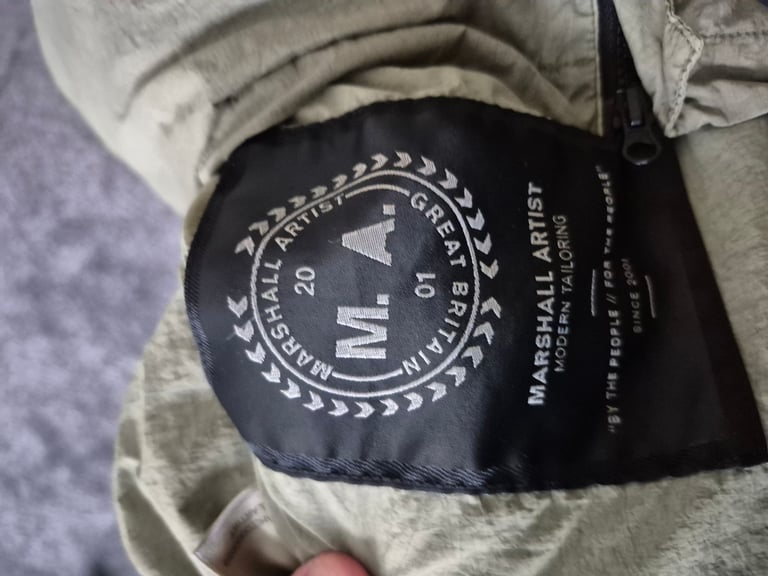 MARSHALL ARTIST
20
M. A.
01
GREAT BRITAIN
MARSHALL ARTIST
MODERN TAILORING
"BY THE PEOPLE // FOR THE PEOPLE"
SINCE 2001